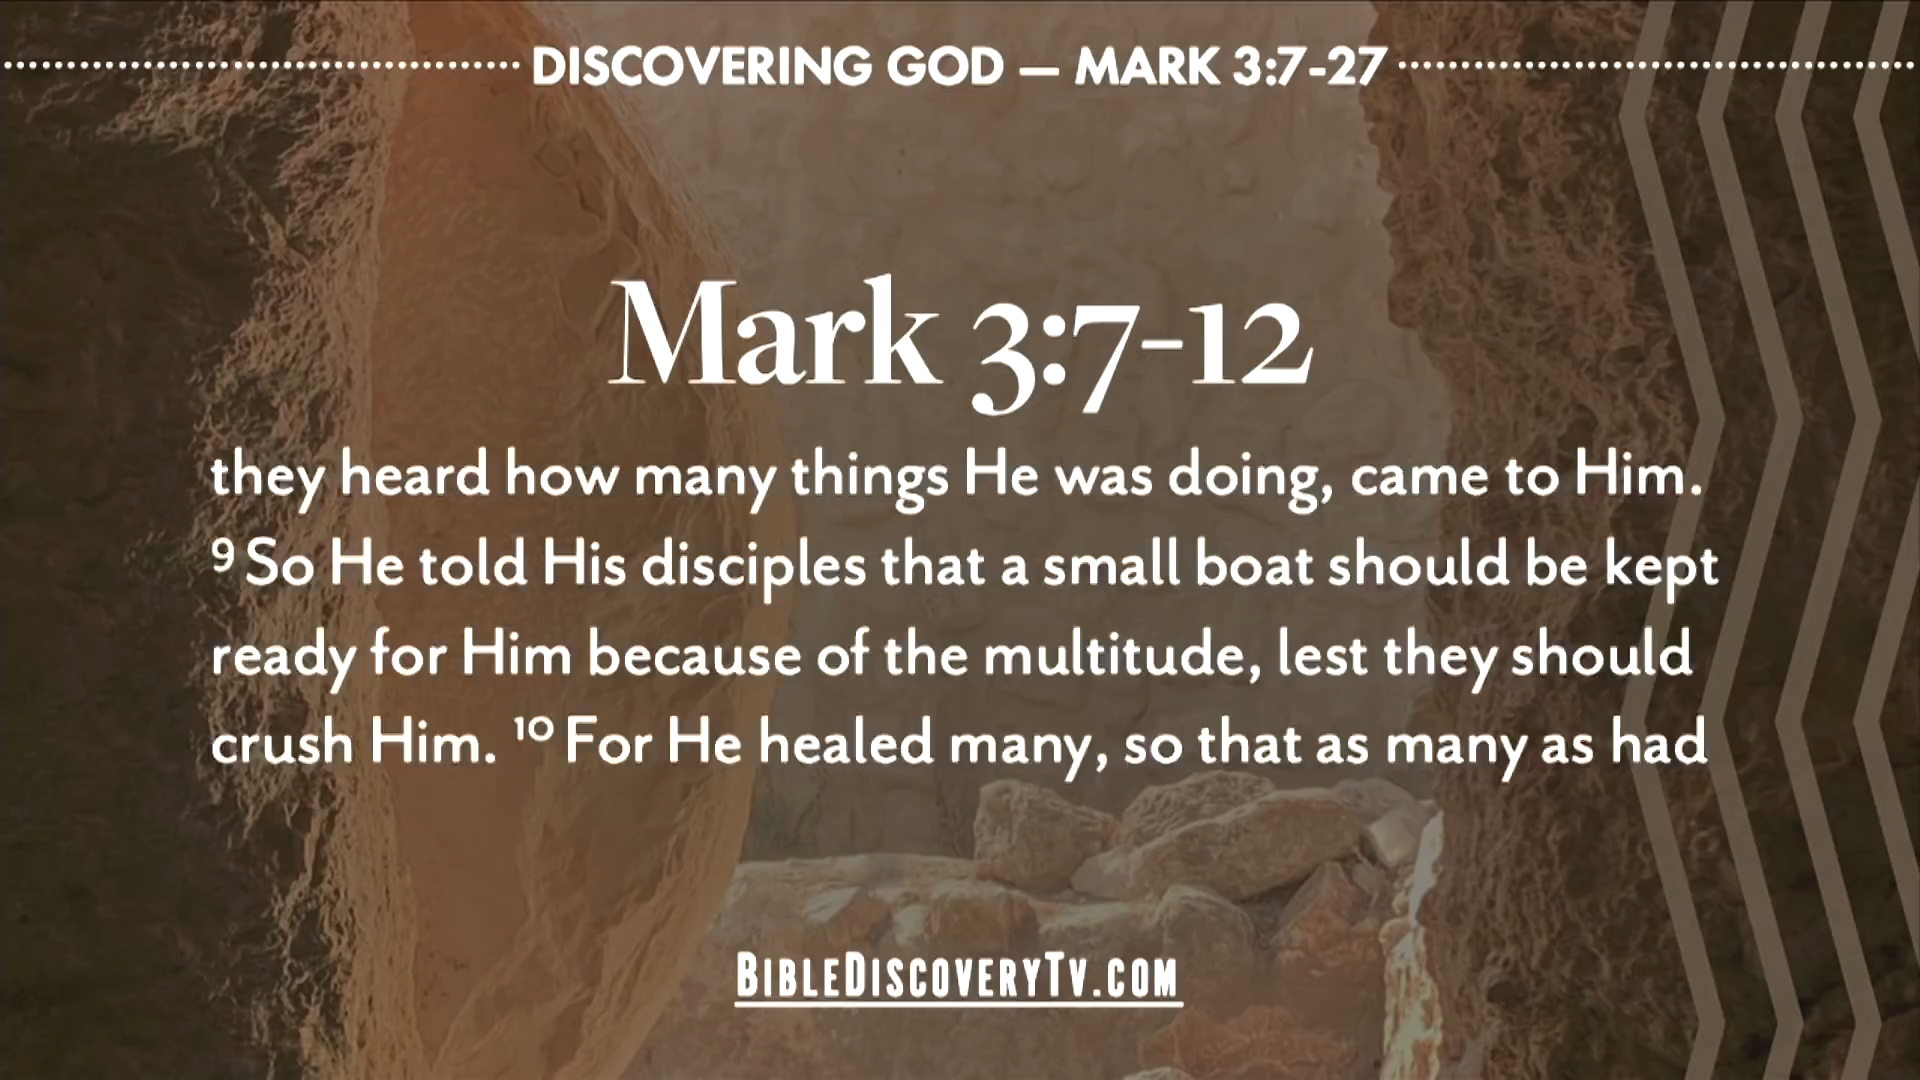 DISCOVERING GOD — MARK 3:7-27
Mark 3:7-12
they heard how many things He was doing, came to Him.
9 So He told His disciples that a small boat should be kept
ready for Him because of the multitude, lest they should
crush Him. 10 For He healed many, so that as many as had
BIBLEDISCOVERYTV.COM